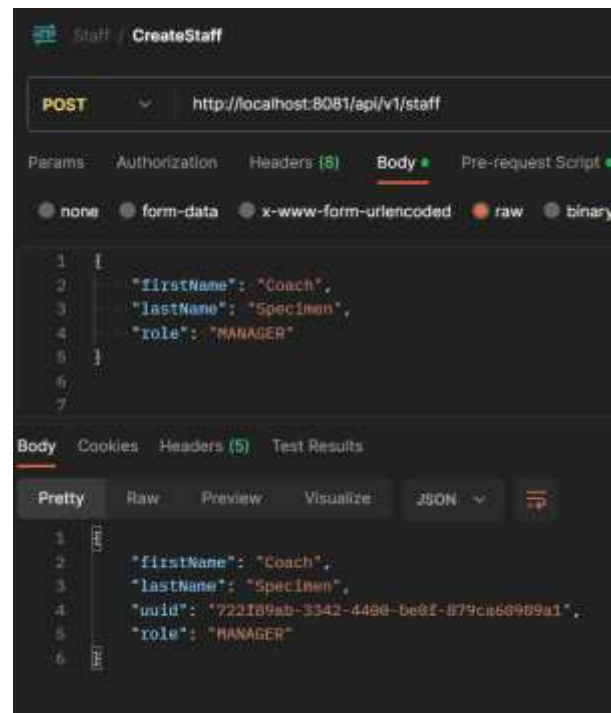 Staff / CreateStaff
POST http://localhost:8081/api/v1/staff
Params Authorization Headers (8) Body Pre-request Script
none form-data x-www-form-urlencoded raw binary
1 {
2 "firstName": "Coach",
3 "lastName": "Specimen",
4 "role": "MANAGER"
5 }
6
7
Body Cookies Headers (5) Test Results
Pretty Raw Preview Visualize JSON
1 {
2 "firstName": "Coach",
3 "lastName": "Specimen",
4 "uuid":
5 "role": "MANAGER"
6 }